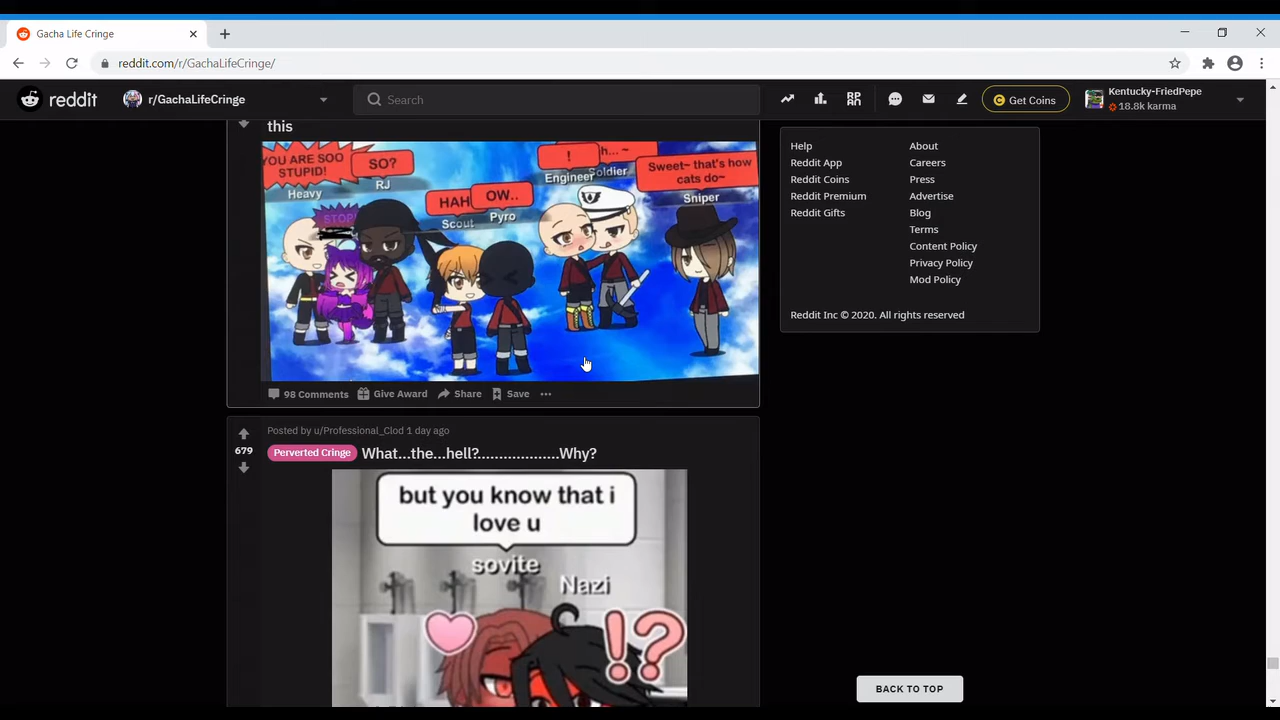 Gacha Life Cringe
reddit.com/r/GachaLifeCringe/
reddit
r/GachaLifeCringe
Search
Get Coins
Kentucky-FriedPepe
18.8k karma
this
YOU ARE SOO STUPID!
Heavy
STOP
SO?
RJ
HAH
Scout
OW..
Pyro
!
Engineer
h... ~
Soldier
Sweet~ that's how cats do~
Sniper
98 Comments
Give Award
Share
Save
Posted by u/Professional_Clod 1 day ago
679
Perverted Cringe
What...the...hell?...................Why?
but you know that i
love u
sovite
Nazi
!?
Help
About
Reddit App
Careers
Reddit Coins
Press
Reddit Premium
Advertise
Reddit Gifts
Blog
Terms
Content Policy
Privacy Policy
Mod Policy
Reddit Inc © 2020. All rights reserved
BACK TO TOP